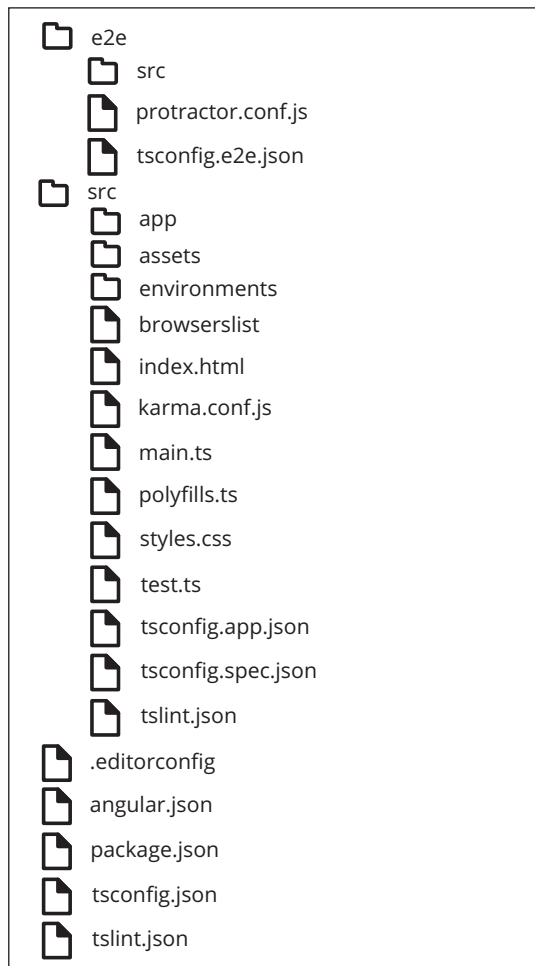 e2e
src
protractor.conf.js
tsconfig.e2e.json
src
app
assets
environments
browserslist
index.html
karma.conf.js
main.ts
polyfills.ts
styles.css
test.ts
tsconfig.app.json
tsconfig.spec.json
tslint.json
.editorconfig
angular.json
package.json
tsconfig.json
tslint.json